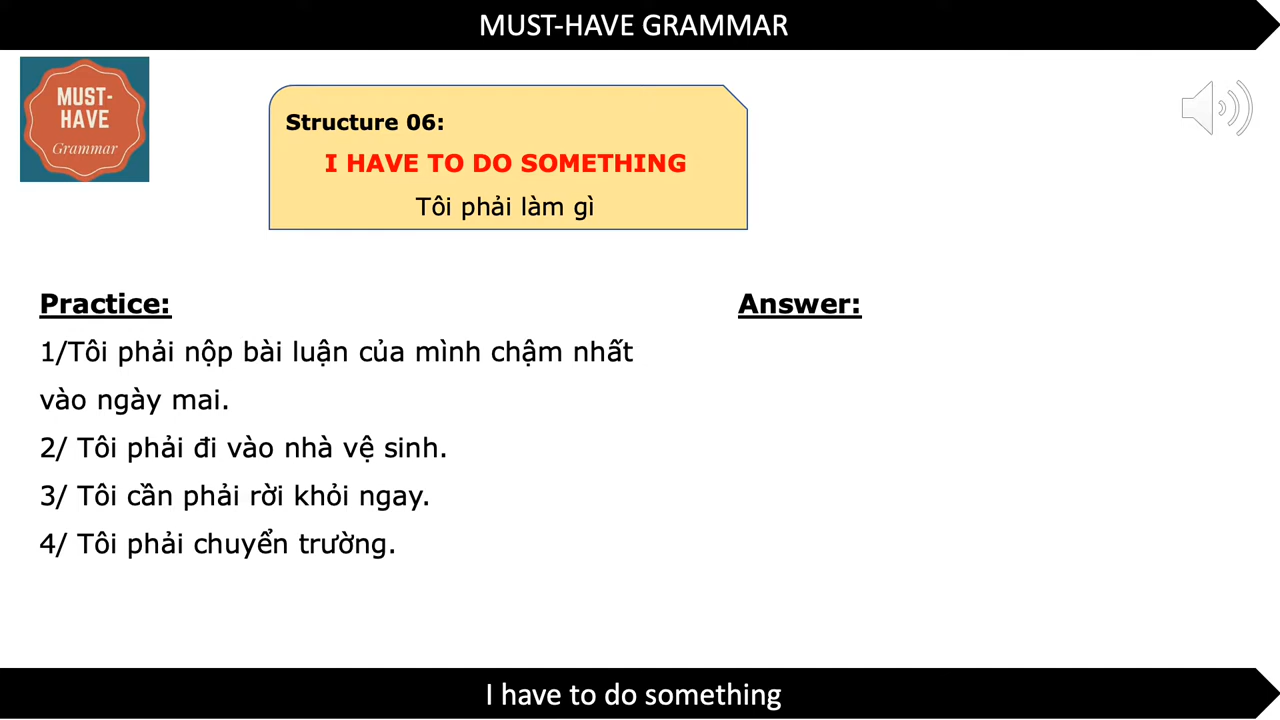 MUST-HAVE GRAMMAR
MUST-
HAVE
Grammar
Structure 06:
I HAVE TO DO SOMETHING
Tôi phải làm gì
Practice:
1/Tôi phải nộp bài luận của mình chậm nhất
vào ngày mai.
2/ Tôi phải đi vào nhà vệ sinh.
3/ Tôi cần phải rời khỏi ngay.
4/ Tôi phải chuyển trường.
Answer:
I have to do something